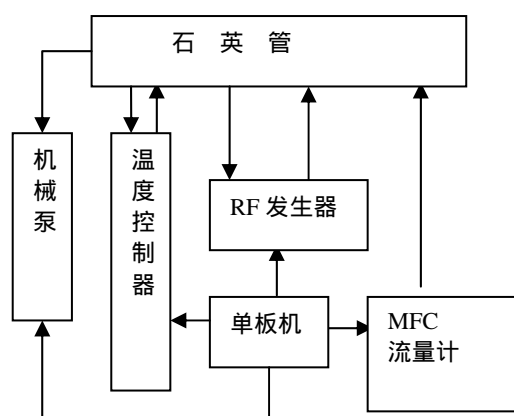 石 英 管
机械泵
温度控制器
RF 发生器
单板机
MFC
流量计